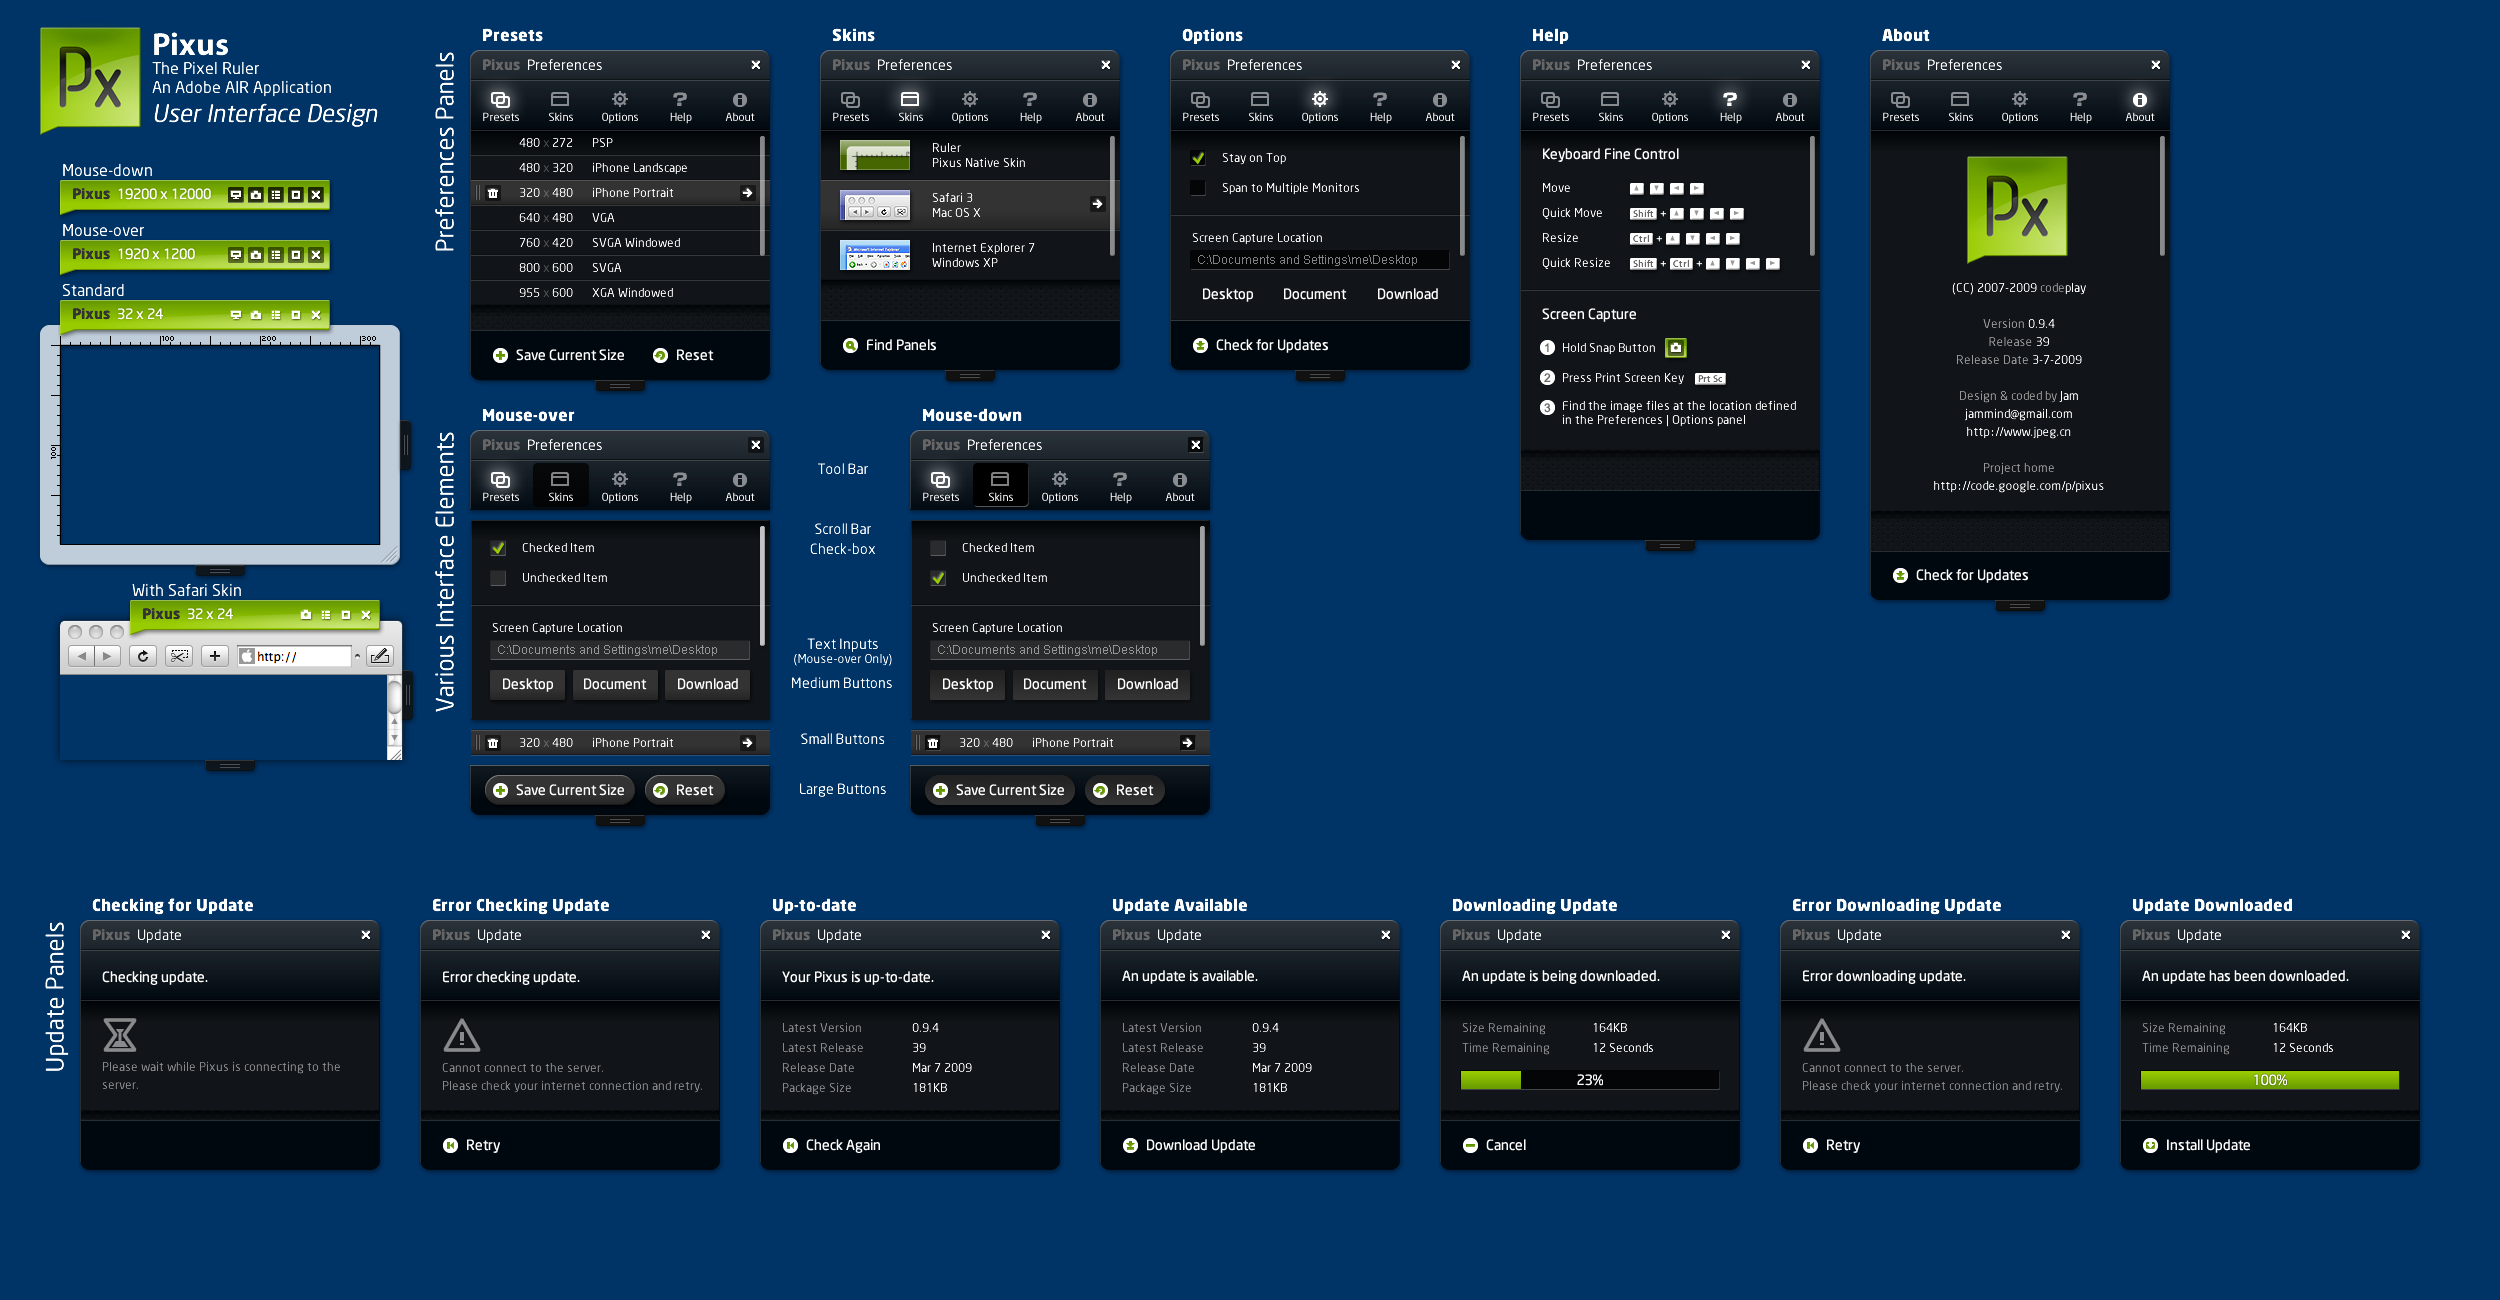 Px
Pixus
The Pixel Ruler
An Adobe AIR Application
User Interface Design
Mouse-down
Pixus 19200 x 12000
Mouse-over
Pixus 1920 x 1200
Standard
Pixus 32 x 24
100 200 300
100
With Safari Skin
Pixus 32 x 24
http://
Preferences Panels
Presets
Pixus Preferences
Presets Skins Options Help About
480 x 272 PSP
480 x 320 iPhone Landscape
320 x 480 iPhone Portrait
640 x 480 VGA
760 x 420 SVGA Windowed
800 x 600 SVGA
955 x 600 XGA Windowed
Save Current Size Reset
Skins
Pixus Preferences
Presets Skins Options Help About
Ruler
Pixus Native Skin
Safari 3
Mac OS X
Internet Explorer 7
Windows XP
Find Panels
Options
Pixus Preferences
Presets Skins Options Help About
Stay on Top
Span to Multiple Monitors
Screen Capture Location
C:\Documents and Settings\me\Desktop
Desktop Document Download
Check for Updates
Help
Pixus Preferences
Presets Skins Options Help About
Keyboard Fine Control
Move
Quick Move Shift +
Resize Ctrl +
Quick Resize Shift + Ctrl +
Screen Capture
1 Hold Snap Button
2 Press Print Screen Key Prt Sc
3 Find the image files at the location defined
in the Preferences | Options panel
About
Pixus Preferences
Presets Skins Options Help About
Px
(CC) 2007-2009 codeplay
Version 0.9.4
Release 39
Release Date 3-7-2009
Design & coded by Jam
jammind@gmail.com
http://www.jpeg.cn
Project home
http://code.google.com/p/pixus
Check for Updates
Various Interface Elements
Mouse-over
Pixus Preferences
Presets Skins Options Help About
Checked Item
Unchecked Item
Screen Capture Location
C:\Documents and Settings\me\Desktop
Desktop Document Download
320 x 480 iPhone Portrait
Save Current Size Reset
Tool Bar
Scroll Bar
Check-box
Text Inputs
(Mouse-over Only)
Medium Buttons
Small Buttons
Large Buttons
Mouse-down
Pixus Preferences
Presets Skins Options Help About
Checked Item
Unchecked Item
Screen Capture Location
C:\Documents and Settings\me\Desktop
Desktop Document Download
320 x 480 iPhone Portrait
Save Current Size Reset
Update Panels
Checking for Update
Pixus Update
Checking update.
Please wait while Pixus is connecting to the
server.
Error Checking Update
Pixus Update
Error checking update.
Cannot connect to the server.
Please check your internet connection and retry.
Retry
Up-to-date
Pixus Update
Your Pixus is up-to-date.
Latest Version 0.9.4
Latest Release 39
Release Date Mar 7 2009
Package Size 181KB
Check Again
Update Available
Pixus Update
An update is available.
Latest Version 0.9.4
Latest Release 39
Release Date Mar 7 2009
Package Size 181KB
Download Update
Downloading Update
Pixus Update
An update is being downloaded.
Size Remaining 164KB
Time Remaining 12 Seconds
23%
Cancel
Error Downloading Update
Pixus Update
Error downloading update.
Cannot connect to the server.
Please check your internet connection and retry.
Retry
Update Downloaded
Pixus Update
An update has been downloaded.
Size Remaining 164KB
Time Remaining 12 Seconds
100%
Install Update